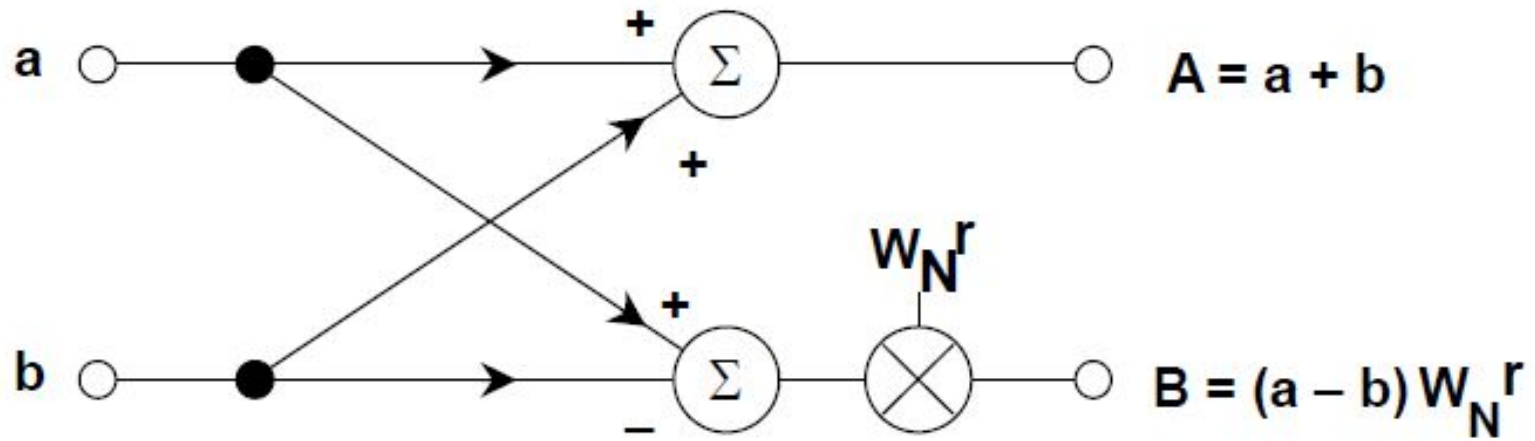 a
+
Σ
A = a + b
+
W_N^r
+
b
Σ
–
B = (a – b) W_N^r